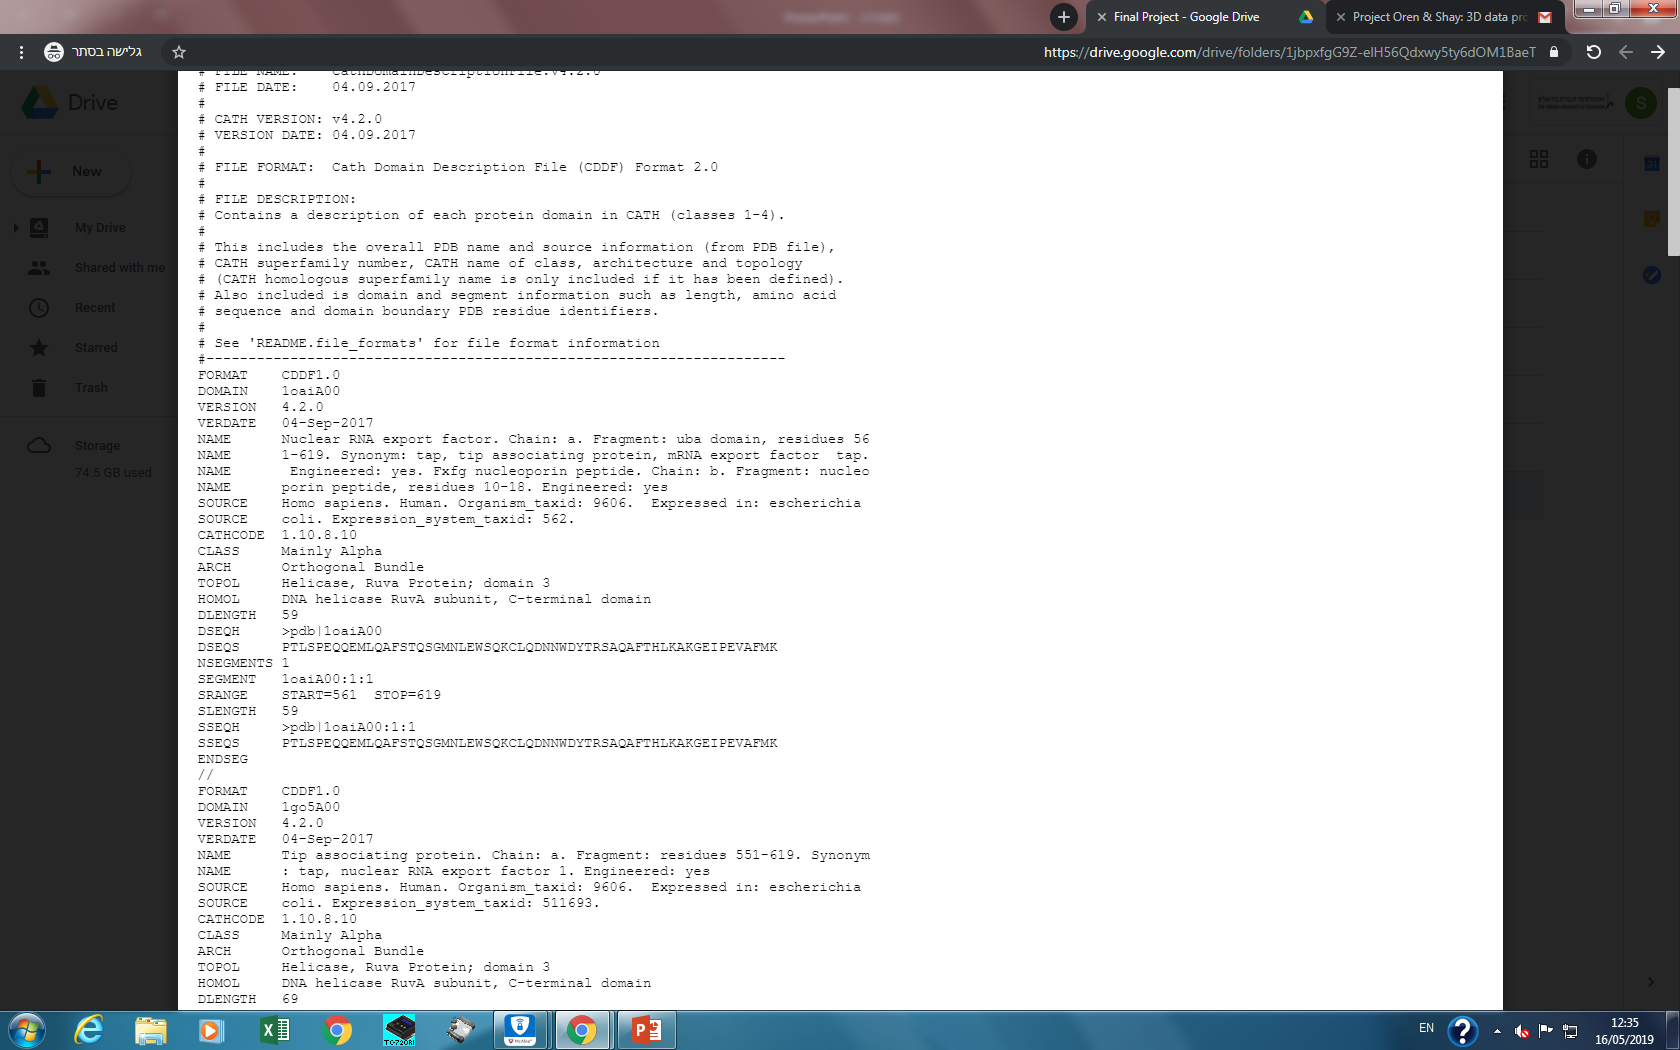 Final Project - Google Drive
Project Oren & Shay: 3D data pro
גלישה בסתר
https://drive.google.com/drive/folders/1jbpxfgG9Z-eIH56Qdxwy5ty6dOM1BaeT
Drive
New
My Drive
Shared with me
Recent
Starred
Trash
Storage
74.5 GB used
S
# FILE NAME:    CathDomainDescriptionFile.v4.2.0
# FILE DATE:    04.09.2017
#
# CATH VERSION: v4.2.0
# VERSION DATE: 04.09.2017
#
# FILE FORMAT:  Cath Domain Description File (CDDF) Format 2.0
#
# FILE DESCRIPTION:
# Contains a description of each protein domain in CATH (classes 1-4).
#
# This includes the overall PDB name and source information (from PDB file),
# CATH superfamily number, CATH name of class, architecture and topology
# (CATH homologous superfamily name is only included if it has been defined).
# Also included is domain and segment information such as length, amino acid
# sequence and domain boundary PDB residue identifiers.
#
# See 'README.file_formats' for file format information
#---------------------------------------------------------------------
FORMAT    CDDF1.0
DOMAIN    1oaiA00
VERSION   4.2.0
VERDATE   04-Sep-2017
NAME      Nuclear RNA export factor. Chain: a. Fragment: uba domain, residues 56
NAME      1-619. Synonym: tap, tip associating protein, mRNA export factor  tap.
NAME       Engineered: yes. Fxfg nucleoporin peptide. Chain: b. Fragment: nucleo
NAME      porin peptide, residues 10-18. Engineered: yes
SOURCE    Homo sapiens. Human. Organism_taxid: 9606.  Expressed in: escherichia
SOURCE    coli. Expression_system_taxid: 562.
CATHCODE  1.10.8.10
CLASS     Mainly Alpha
ARCH      Orthogonal Bundle
TOPOL     Helicase, Ruva Protein; domain 3
HOMOL     DNA helicase RuvA subunit, C-terminal domain
DLENGTH   59
DSEQH     >pdb|1oaiA00
DSEQS     PTLSPEQQEMLQAFSTQSGMNLEWSQKCLQDNNWDYTRSAQAFTHLKAKGEIPEVAFMK
NSEGMENTS 1
SEGMENT   1oaiA00:1:1
SRANGE    START=561  STOP=619
SLENGTH   59
SSEQH     >pdb|1oaiA00:1:1
SSEQS     PTLSPEQQEMLQAFSTQSGMNLEWSQKCLQDNNWDYTRSAQAFTHLKAKGEIPEVAFMK
ENDSEG
//
FORMAT    CDDF1.0
DOMAIN    1go5A00
VERSION   4.2.0
VERDATE   04-Sep-2017
NAME      Tip associating protein. Chain: a. Fragment: residues 551-619. Synonym
NAME      : tap, nuclear RNA export factor 1. Engineered: yes
SOURCE    Homo sapiens. Human. Organism_taxid: 9606.  Expressed in: escherichia
SOURCE    coli. Expression_system_taxid: 511693.
CATHCODE  1.10.8.10
CLASS     Mainly Alpha
ARCH      Orthogonal Bundle
TOPOL     Helicase, Ruva Protein; domain 3
HOMOL     DNA helicase RuvA subunit, C-terminal domain
DLENGTH   69
TC-720RI
McAfee
EN
12:35
16/05/2019